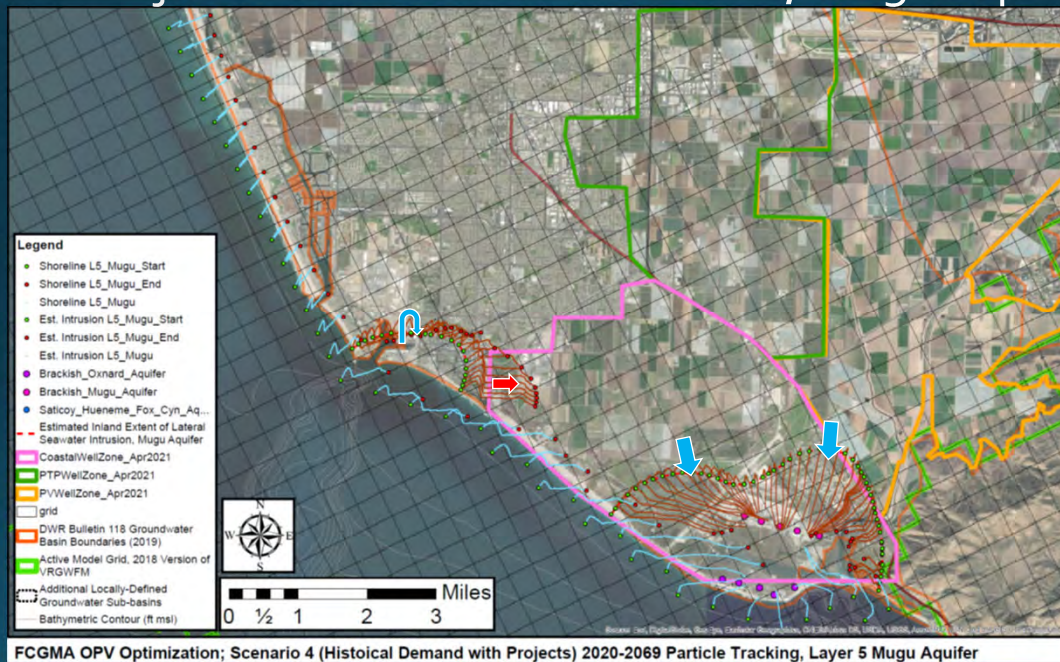 Legend
Shoreline L5_Mugu_Start
Shoreline L5_Mugu_End
Shoreline L5_Mugu
Est. Intrusion L5_Mugu_Start
Est. Intrusion L5_Mugu_End
Est. Intrusion L5_Mugu
Brackish_Oxnard_Aquifer
Brackish_Mugu_Aquifer
Saticoy_Hueneme_Fox_Cyn_Aq...
Estimated Inland Extent of Lateral
Seawater Intrusion, Mugu Aquifer
CoastalWellZone_Apr2021
PTPWellZone_Apr2021
PVWellZone_Apr2021
grid
DWR Bulletin 118 Groundwater
Basin Boundaries (2019)
Active Model Grid, 2018 Version of
VRGWFM
Additional Locally-Defined
Groundwater Sub-basins
Bathymetric Contour (ft msl)
N
W E
S
Miles
0 ½ 1 2 3
FCGMA OPV Optimization; Scenario 4 (Histoical Demand with Projects) 2020-2069 Particle Tracking, Layer 5 Mugu Aquifer